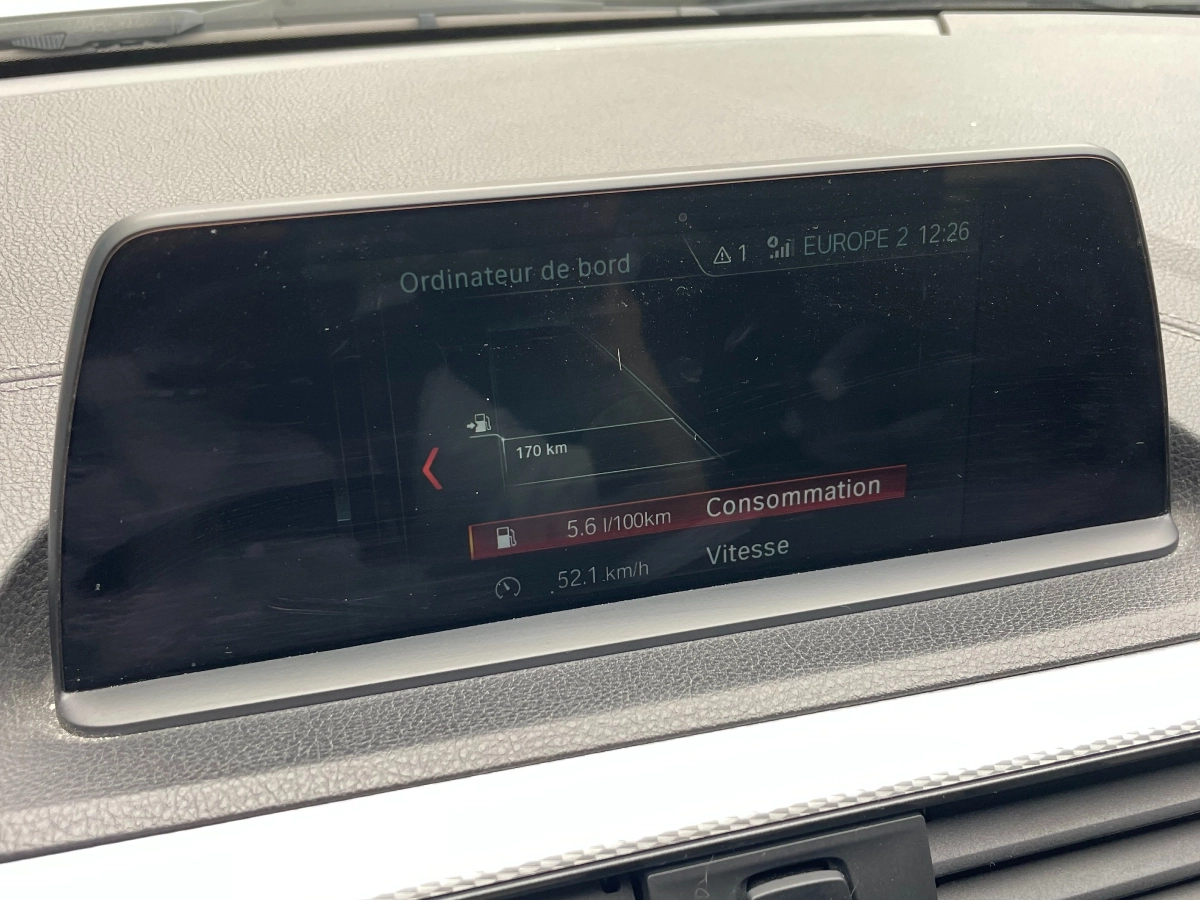 Ordinateur de bord
1 EUROPE 2 12:26
170 km
5.6 l/100km Consommation
52.1 km/h Vitesse